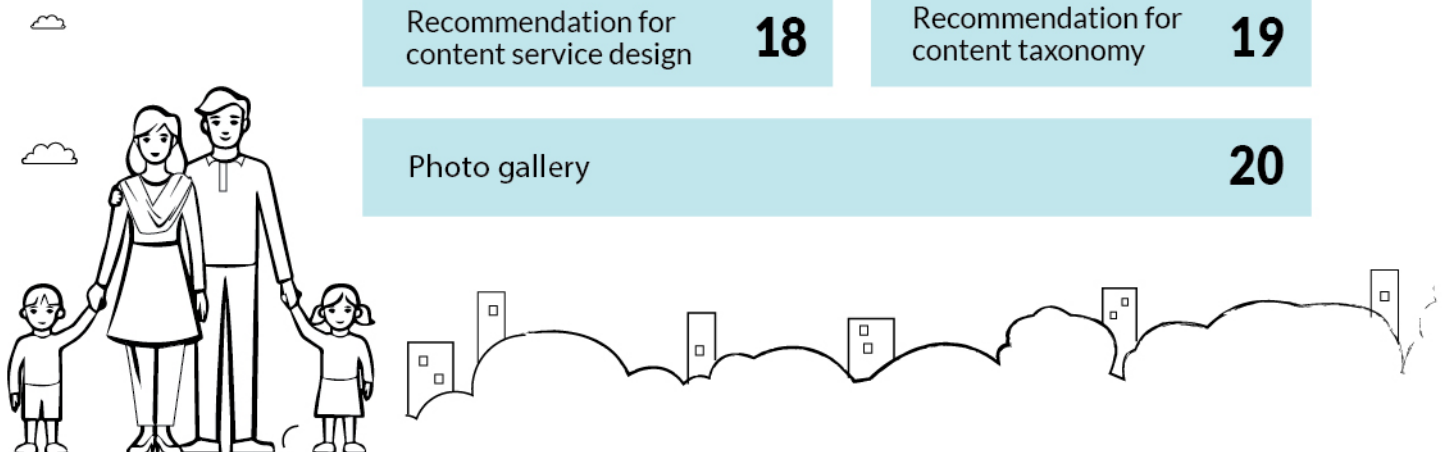 Recommendation for
content service design
18
Recommendation for
content taxonomy
19
Photo gallery
20